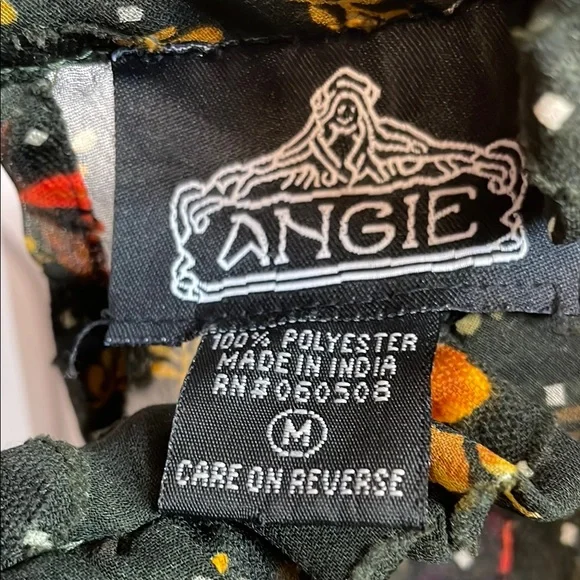 ANGIE
100% POLYESTER
MADE IN INDIA
RN# 060508
M
CARE ON REVERSE